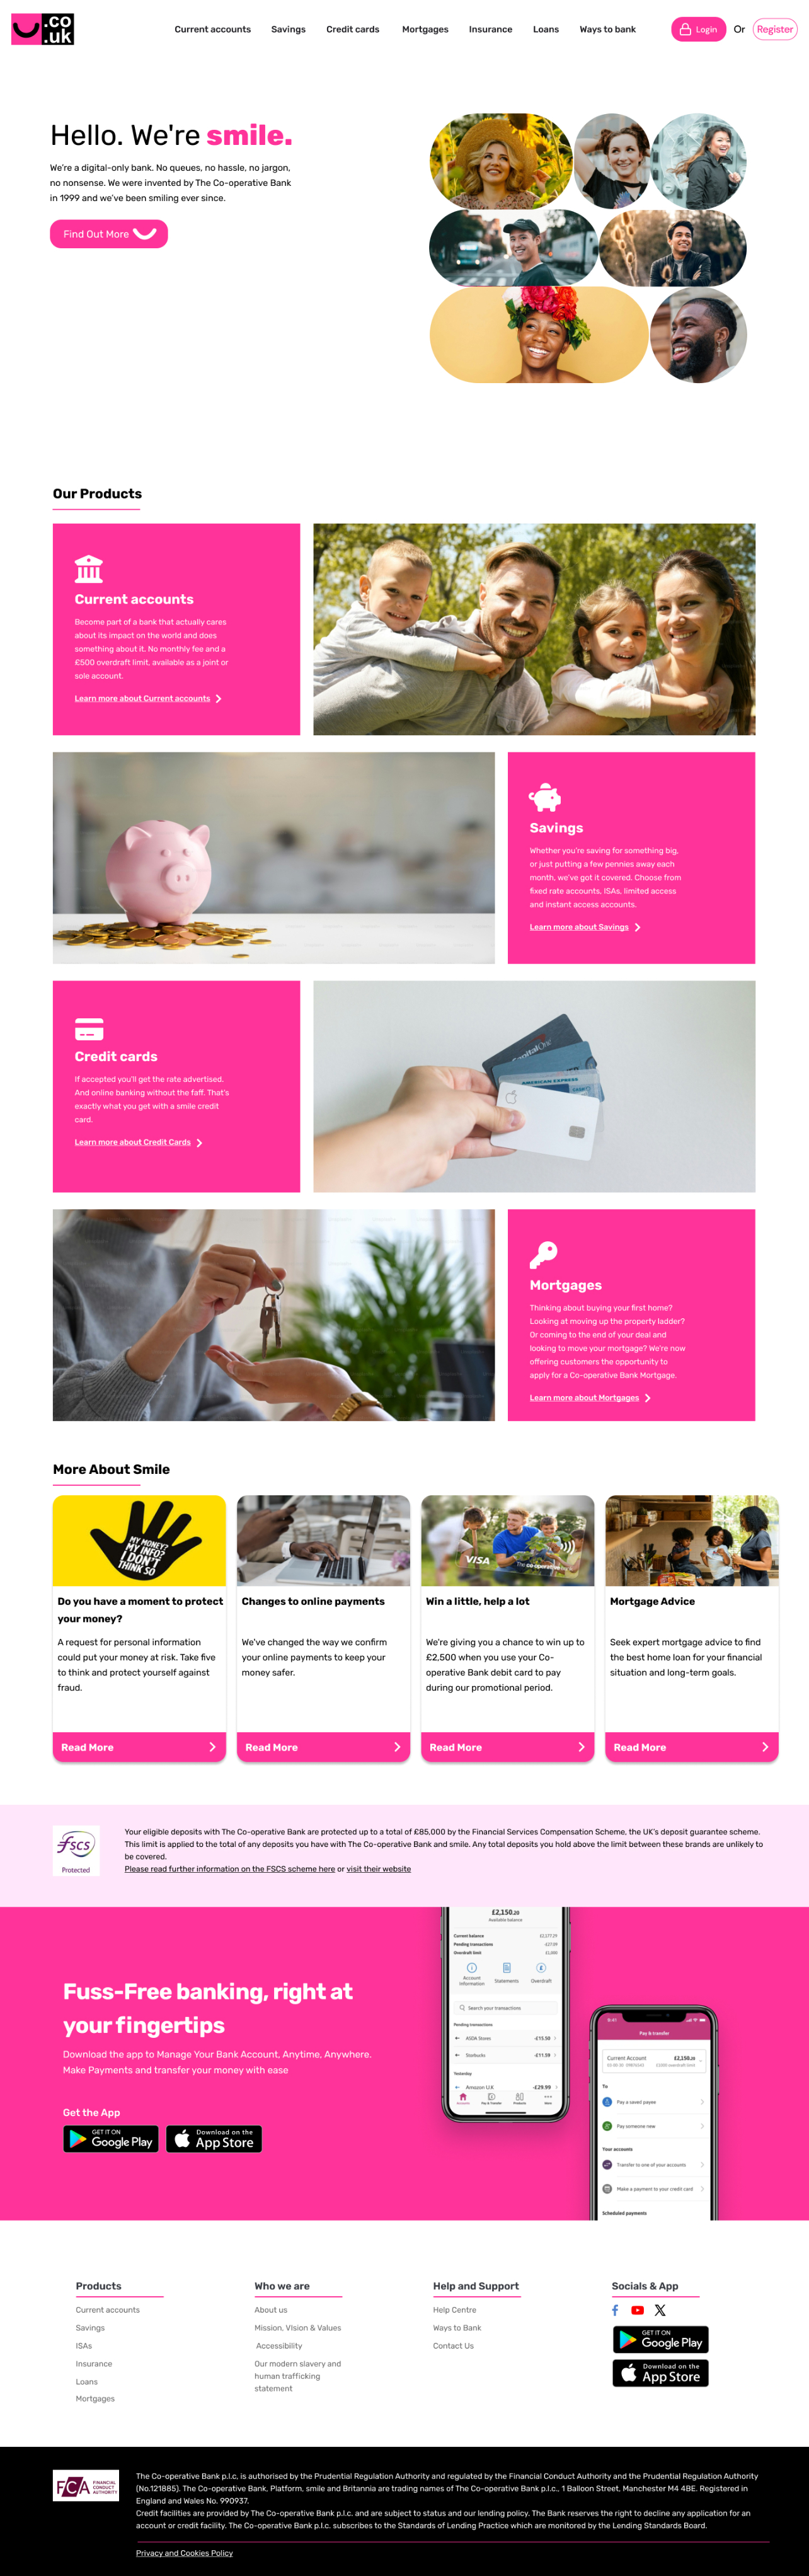 .co
.uk
Current accounts Savings Credit cards Mortgages Insurance Loans Ways to bank Login Or Register
Hello. We're smile.
We're a digital-only bank. No queues, no hassle, no jargon,
no nonsense. We were invented by The Co-operative Bank
in 1999 and we've been smiling ever since.
Find Out More
Our Products
Current accounts
Become part of a bank that actually cares
about its impact on the world and does
something about it. No monthly fee and a
£500 overdraft limit, available as a joint or
sole account.
Learn more about Current accounts
Savings
Whether you're saving for something big,
or just putting a few pennies away each
month, we've got it covered. Choose from
fixed rate accounts, ISAs, limited access
and instant access accounts.
Learn more about Savings
Credit cards
If accepted you'll get the rate advertised.
And online banking without the faff. That's
exactly what you get with a smile credit
card.
Learn more about Credit Cards
Capital One
AMERICAN EXPRESS
Mortgages
Thinking about buying your first home?
Looking at moving up the property ladder?
Or coming to the end of your deal and
looking to move your mortgage? We're now
offering customers the opportunity to
apply for a Co-operative Bank Mortgage.
Learn more about Mortgages
More About Smile
MY MONEY?
MY INFO?
I DON'T
THINK SO
VISA
The co-operative bank
Do you have a moment to protect
your money?
A request for personal information
could put your money at risk. Take five
to think and protect yourself against
fraud.
Read More
Changes to online payments
We've changed the way we confirm
your online payments to keep your
money safer.
Read More
Win a little, help a lot
We're giving you a chance to win up to
£2,500 when you use your Co-
operative Bank debit card to pay
during our promotional period.
Read More
Mortgage Advice
Seek expert mortgage advice to find
the best home loan for your financial
situation and long-term goals.
Read More
fscs
Protected
Your eligible deposits with The Co-operative Bank are protected up to a total of £85,000 by the Financial Services Compensation Scheme, the UK's deposit guarantee scheme.
This limit is applied to the total of any deposits you have with The Co-operative Bank and smile. Any total deposits you hold above the limit between these brands are unlikely to
be covered.
Please read further information on the FSCS scheme here or visit their website
Fuss-Free banking, right at
your fingertips
Download the app to Manage Your Bank Account, Anytime, Anywhere.
Make Payments and transfer your money with ease
Get the App
GET IT ON
Google Play
Download on the
App Store
£2,150.20
Available balance
Current balance £2,177.29
Pending transactions -£27.09
Overdraft limit £1,000
Account
information
Statements
Overdraft
Search your transactions
Pending transactions
ASDA Stores -£15.50
Starbucks -£11.59
Yesterday
Amazon U.K -£29.99
Home Pay & Transfer Products More
Pay & transfer
Current Account £2,150.20
To
Pay a saved payee
Pay someone new
Your accounts
Transfer to one of your accounts
Make a payment to your credit card
Scheduled payments
Products
Current accounts
Savings
ISAs
Insurance
Loans
Mortgages
Who we are
About us
Mission, Vision & Values
Accessibility
Our modern slavery and
human trafficking
statement
Help and Support
Help Centre
Ways to Bank
Contact Us
Socials & App
GET IT ON
Google Play
Download on the
App Store
FCA
FINANCIAL
CONDUCT
AUTHORITY
The Co-operative Bank p.l.c, is authorised by the Prudential Regulation Authority and regulated by the Financial Conduct Authority and the Prudential Regulation Authority
(No.121885). The Co-operative Bank, Platform, smile and Britannia are trading names of The Co-operative Bank p.l.c., 1 Balloon Street, Manchester M4 4BE. Registered in
England and Wales No. 990937.
Credit facilities are provided by The Co-operative Bank p.l.c. and are subject to status and our lending policy. The Bank reserves the right to decline any application for an
account or credit facility. The Co-operative Bank p.l.c. subscribes to the Standards of Lending Practice which are monitored by the Lending Standards Board.
Privacy and Cookies Policy